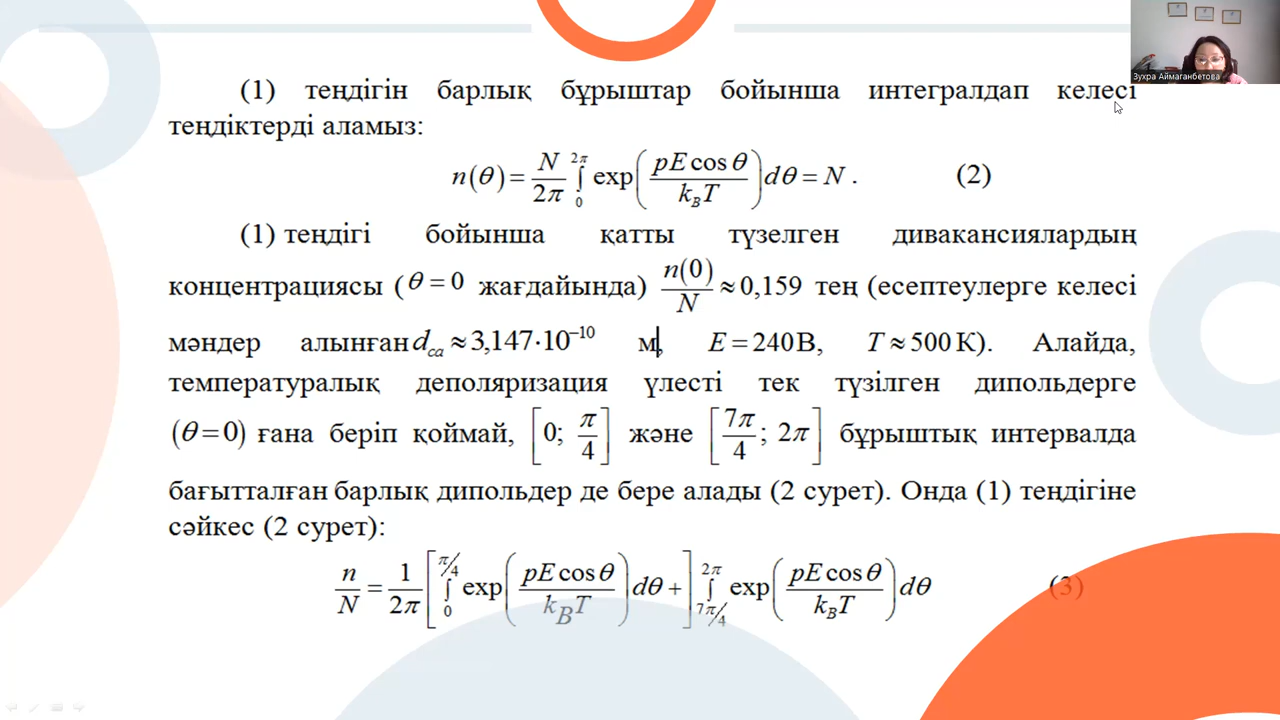 Зухра Аймаганбетова
(1) теңдігін барлық бұрыштар бойынша интегралдап келесі
теңдіктерді аламыз:
n(θ) = N/2π ∫₀^2π exp(pE cos θ / k_B T) dθ = N . (2)
(1) теңдігі бойынша қатты түзелген дивакансиялардың
концентрациясы (θ = 0 жағдайында) n(0)/N ≈ 0,159 тең (есептеулерге келесі
мәндер алынған d_ca ≈ 3,147·10⁻¹⁰ м, E = 240 В, T ≈ 500 К). Алайда,
температуралық деполяризация үлесті тек түзілген дипольдерге
(θ = 0) ғана беріп қоймай, [0; π/4] және [7π/4; 2π] бұрыштық интервалда
бағытталған барлық дипольдер де бере алады (2 сурет). Онда (1) теңдігіне
сәйкес (2 сурет):
n/N = 1/2π [∫₀^π/4 exp(pE cos θ / k_B T) dθ + ] ∫_7π/4^2π exp(pE cos θ / k_B T) dθ (3)